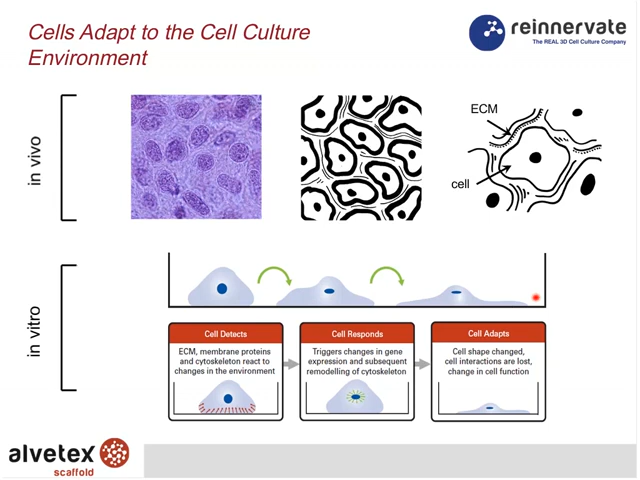 Cells Adapt to the Cell Culture
Environment
reinnervate
The REAL 3D Cell Culture Company
in vivo
ECM
cell
in vitro
Cell Detects
ECM, membrane proteins
and cytoskeleton react to
changes in the environment
Cell Responds
Triggers changes in gene
expression and subsequent
remodelling of cytoskeleton
Cell Adapts
Cell shape changed,
cell interactions are lost,
change in cell function
alvetex
scaffold